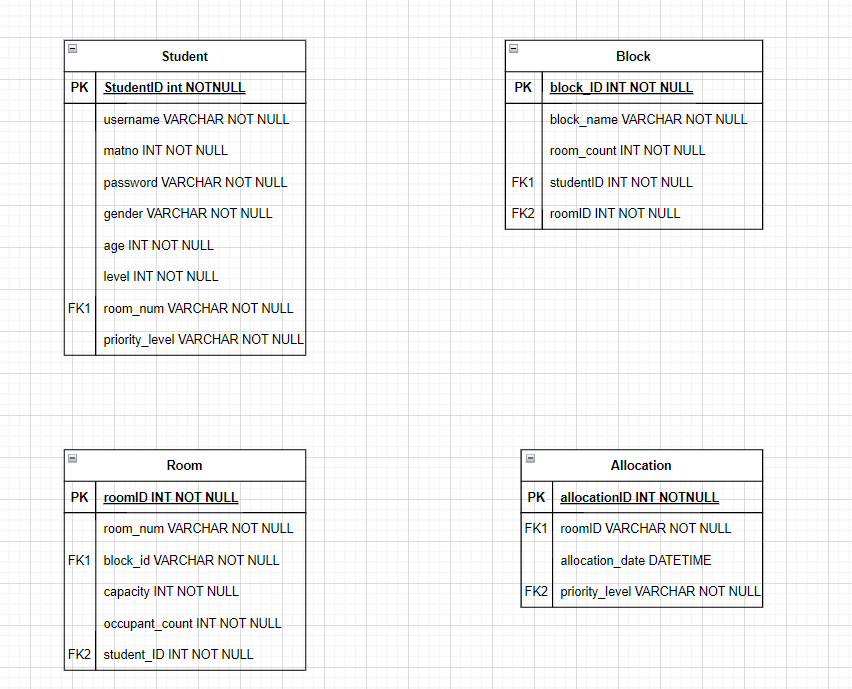 Student
PK StudentID int NOTNULL
username VARCHAR NOT NULL
matno INT NOT NULL
password VARCHAR NOT NULL
gender VARCHAR NOT NULL
age INT NOT NULL
level INT NOT NULL
FK1 room_num VARCHAR NOT NULL
priority_level VARCHAR NOT NULL
Block
PK block_ID INT NOT NULL
block_name VARCHAR NOT NULL
room_count INT NOT NULL
FK1 studentID INT NOT NULL
FK2 roomID INT NOT NULL
Room
PK roomID INT NOT NULL
room_num VARCHAR NOT NULL
FK1 block_id VARCHAR NOT NULL
capacity INT NOT NULL
occupant_count INT NOT NULL
FK2 student_ID INT NOT NULL
Allocation
PK allocationID INT NOTNULL
FK1 roomID VARCHAR NOT NULL
allocation_date DATETIME
FK2 priority_level VARCHAR NOT NULL